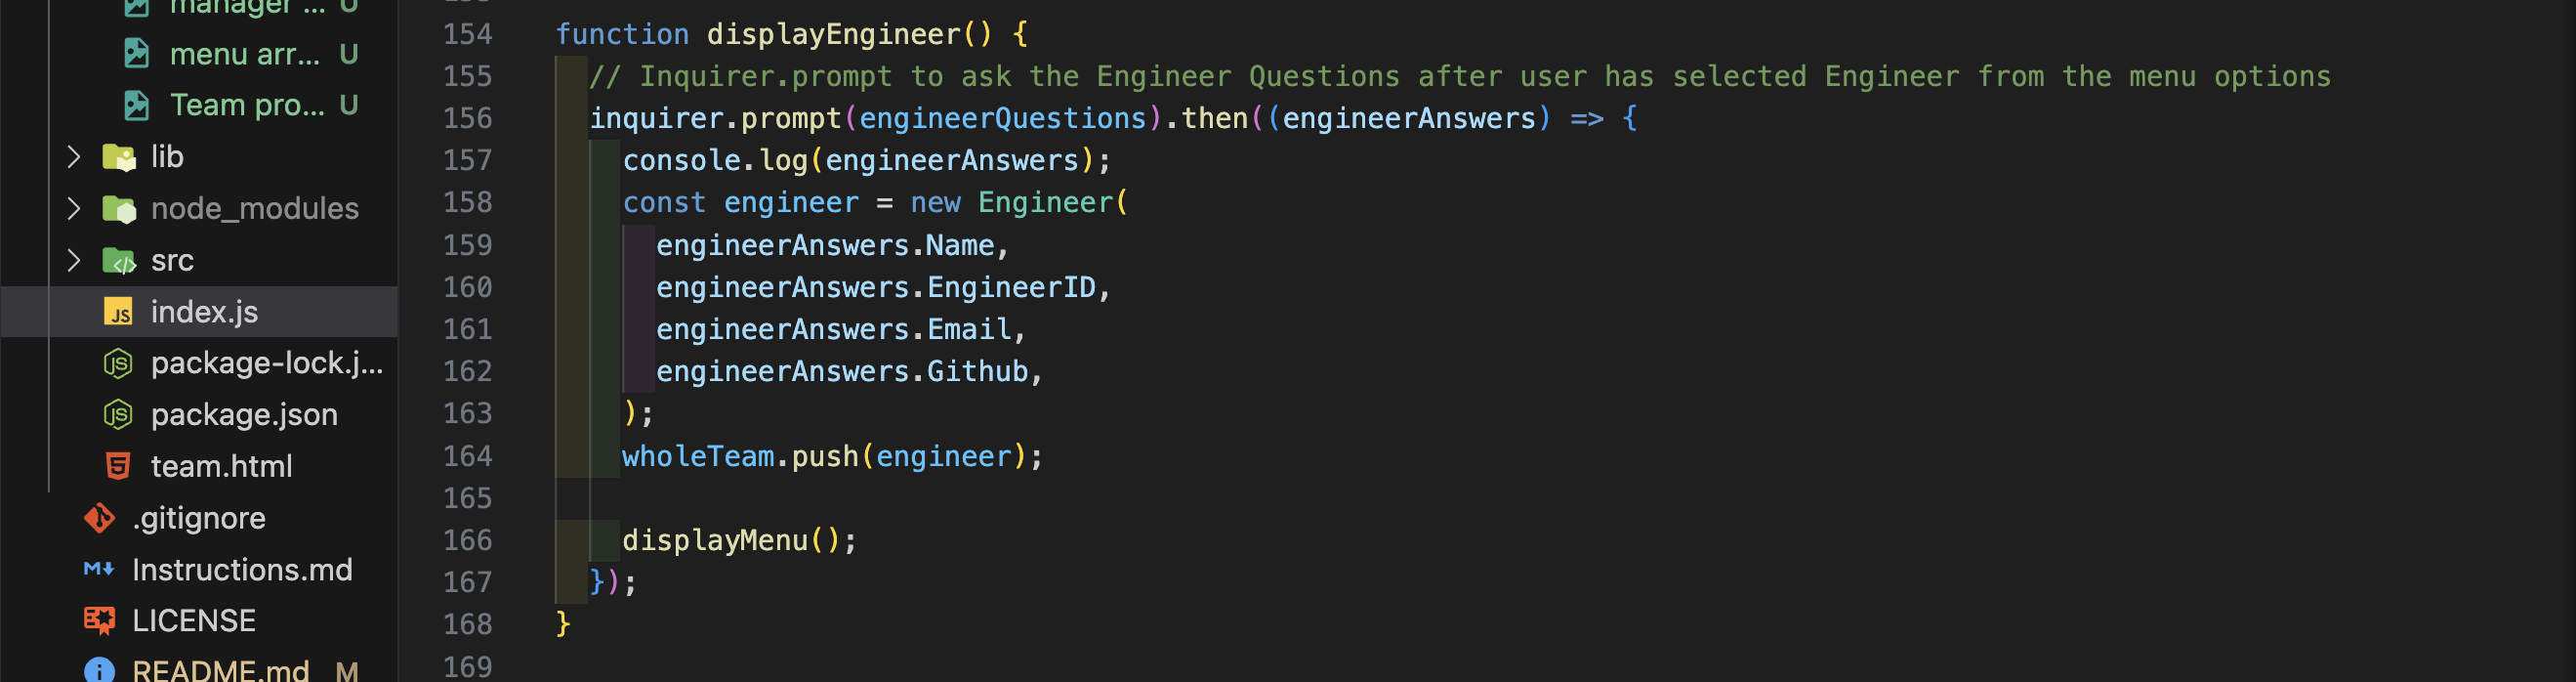 manager ... U
menu arr... U
Team pro... U
lib
node_modules
src
index.js
package-lock.j...
package.json
team.html
.gitignore
Instructions.md
LICENSE
README.md M
154 function displayEngineer() {
155 // Inquirer.prompt to ask the Engineer Questions after user has selected Engineer from the menu options
156 inquirer.prompt(engineerQuestions).then((engineerAnswers) => {
157 console.log(engineerAnswers);
158 const engineer = new Engineer(
159 engineerAnswers.Name,
160 engineerAnswers.EngineerID,
161 engineerAnswers.Email,
162 engineerAnswers.Github,
163 );
164 wholeTeam.push(engineer);
165
166 displayMenu();
167 });
168 }
169